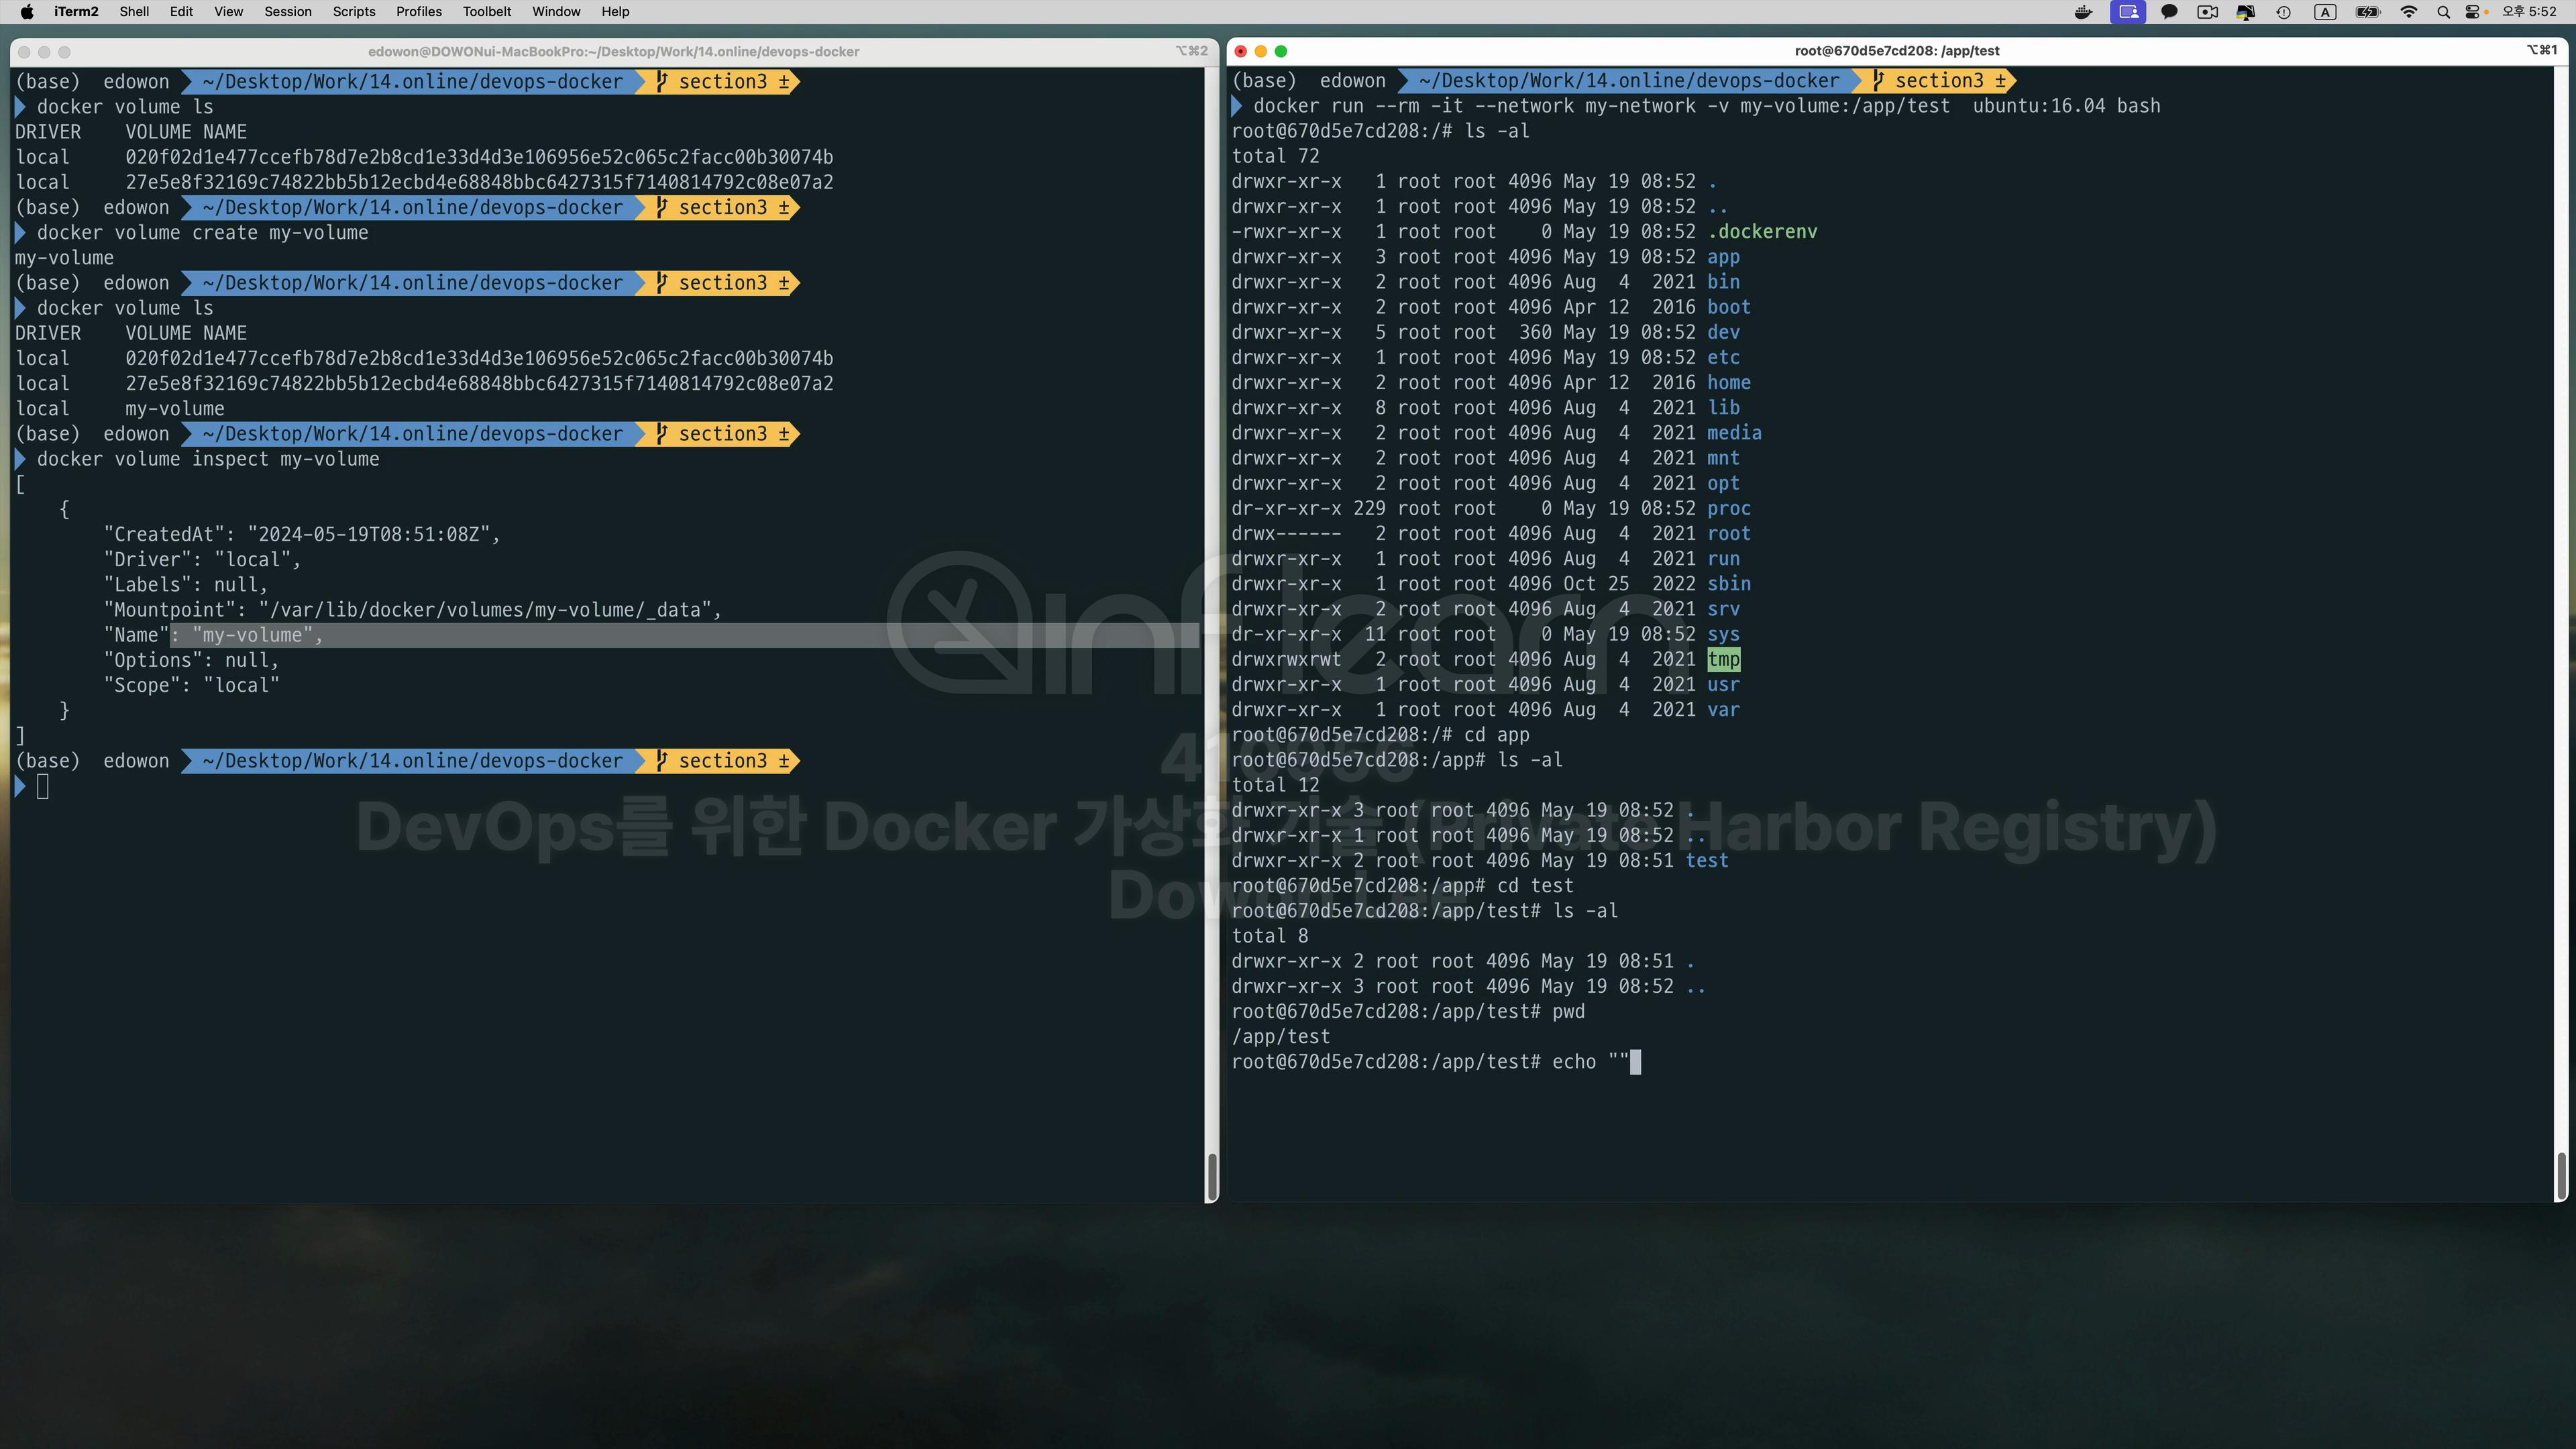 iTerm2 Shell Edit View Session Scripts Profiles Toolbelt Window Help
A 오후 5:52
edowon@DOWONui-MacBookPro:~/Desktop/Work/14.online/devops-docker ⌥⌘2
(base) edowon ~/Desktop/Work/14.online/devops-docker section3 ±
docker volume ls
DRIVER VOLUME NAME
local 020f02d1e477ccefb78d7e2b8cd1e33d4d3e106956e52c065c2facc00b30074b
local 27e5e8f32169c74822bb5b12ecbd4e68848bbc6427315f7140814792c08e07a2
(base) edowon ~/Desktop/Work/14.online/devops-docker section3 ±
docker volume create my-volume
my-volume
(base) edowon ~/Desktop/Work/14.online/devops-docker section3 ±
docker volume ls
DRIVER VOLUME NAME
local 020f02d1e477ccefb78d7e2b8cd1e33d4d3e106956e52c065c2facc00b30074b
local 27e5e8f32169c74822bb5b12ecbd4e68848bbc6427315f7140814792c08e07a2
local my-volume
(base) edowon ~/Desktop/Work/14.online/devops-docker section3 ±
docker volume inspect my-volume
[
{
"CreatedAt": "2024-05-19T08:51:08Z",
"Driver": "local",
"Labels": null,
"Mountpoint": "/var/lib/docker/volumes/my-volume/_data",
"Name": "my-volume",
"Options": null,
"Scope": "local"
}
]
(base) edowon ~/Desktop/Work/14.online/devops-docker section3 ±
root@670d5e7cd208: /app/test ⌥⌘1
(base) edowon ~/Desktop/Work/14.online/devops-docker section3 ±
docker run --rm -it --network my-network -v my-volume:/app/test ubuntu:16.04 bash
root@670d5e7cd208:/# ls -al
total 72
drwxr-xr-x 1 root root 4096 May 19 08:52 .
drwxr-xr-x 1 root root 4096 May 19 08:52 ..
-rwxr-xr-x 1 root root 0 May 19 08:52 .dockerenv
drwxr-xr-x 3 root root 4096 May 19 08:52 app
drwxr-xr-x 2 root root 4096 Aug 4 2021 bin
drwxr-xr-x 2 root root 4096 Apr 12 2016 boot
drwxr-xr-x 5 root root 360 May 19 08:52 dev
drwxr-xr-x 1 root root 4096 May 19 08:52 etc
drwxr-xr-x 2 root root 4096 Apr 12 2016 home
drwxr-xr-x 8 root root 4096 Aug 4 2021 lib
drwxr-xr-x 2 root root 4096 Aug 4 2021 media
drwxr-xr-x 2 root root 4096 Aug 4 2021 mnt
drwxr-xr-x 2 root root 4096 Aug 4 2021 opt
dr-xr-xr-x 229 root root 0 May 19 08:52 proc
drwx------ 2 root root 4096 Aug 4 2021 root
drwxr-xr-x 1 root root 4096 Aug 4 2021 run
drwxr-xr-x 1 root root 4096 Oct 25 2022 sbin
drwxr-xr-x 2 root root 4096 Aug 4 2021 srv
dr-xr-xr-x 11 root root 0 May 19 08:52 sys
drwxrwxrwt 2 root root 4096 Aug 4 2021 tmp
drwxr-xr-x 1 root root 4096 Aug 4 2021 usr
drwxr-xr-x 1 root root 4096 Aug 4 2021 var
root@670d5e7cd208:/# cd app
root@670d5e7cd208:/app# ls -al
total 12
drwxr-xr-x 3 root root 4096 May 19 08:52 .
drwxr-xr-x 1 root root 4096 May 19 08:52 ..
drwxr-xr-x 2 root root 4096 May 19 08:51 test
root@670d5e7cd208:/app# cd test
root@670d5e7cd208:/app/test# ls -al
total 8
drwxr-xr-x 2 root root 4096 May 19 08:51 .
drwxr-xr-x 3 root root 4096 May 19 08:52 ..
root@670d5e7cd208:/app/test# pwd
/app/test
root@670d5e7cd208:/app/test# echo ""
inflearn
410056
DevOps를 위한 Docker 가상화 기술 (Private Harbor Registry)
Dowon Lee